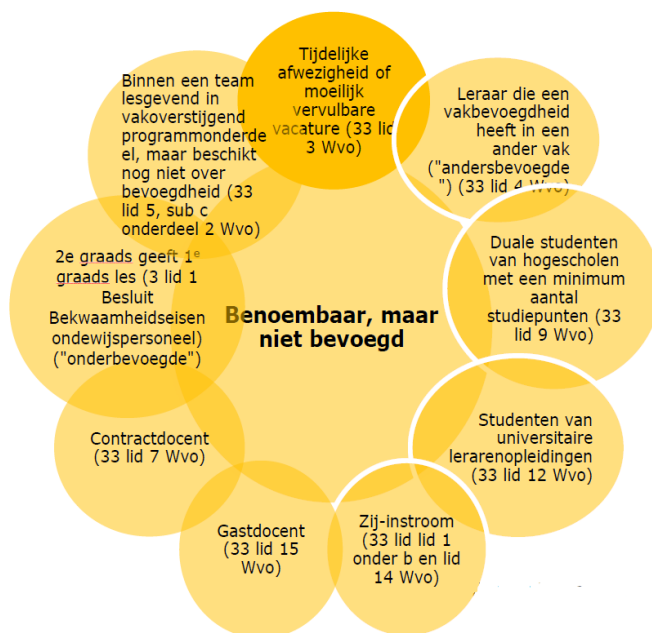 Tijdelijke
afwezigheid of
moeilijk
vervulbare
vacature (33 lid
3 Wvo)
Leraar die een
vakbevoegdheid
heeft in een
ander vak
("andersbevoegde
") (33 lid 4 Wvo)
Duale studenten
van hogescholen
met een minimum
aantal
studiepunten (33
lid 9 Wvo)
Studenten van
universitaire
lerarenopleidingen
(33 lid 12 Wvo)
Zij-instroom
(33 lid lid 1
onder b en lid
14 Wvo)
Gastdocent
(33 lid 15
Wvo)
Contractdocent
(33 lid 7 Wvo)
2e graads geeft 1e
graads les (3 lid 1
Besluit
Bekwaamheidseisen
ondewijspersoneel)
("onderbevoegde")
Binnen een team
lesgevend in
vakoverstijgend
programmonderde
el, maar beschikt
nog niet over
bevoegdheid (33
lid 5, sub c
onderdeel 2 Wvo)
Benoembaar, maar
niet bevoegd